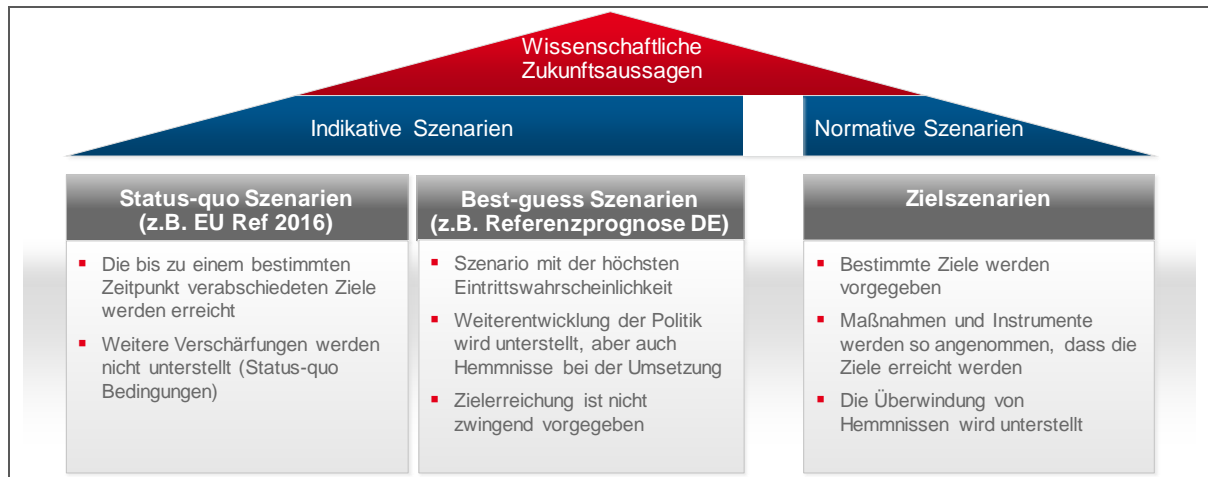 Wissenschaftliche
Zukunftsaussagen
Indikative Szenarien
Normative Szenarien
Status-quo Szenarien
(z.B. EU Ref 2016)
▪ Die bis zu einem bestimmten
Zeitpunkt verabschiedeten Ziele
werden erreicht
▪ Weitere Verschärfungen werden
nicht unterstellt (Status-quo
Bedingungen)
Best-guess Szenarien
(z.B. Referenzprognose DE)
▪ Szenario mit der höchsten
Eintrittswahrscheinlichkeit
▪ Weiterentwicklung der Politik
wird unterstellt, aber auch
Hemmnisse bei der Umsetzung
▪ Zielerreichung ist nicht
zwingend vorgegeben
Zielszenarien
▪ Bestimmte Ziele werden
vorgegeben
▪ Maßnahmen und Instrumente
werden so angenommen, dass die
Ziele erreicht werden
▪ Die Überwindung von
Hemmnissen wird unterstellt